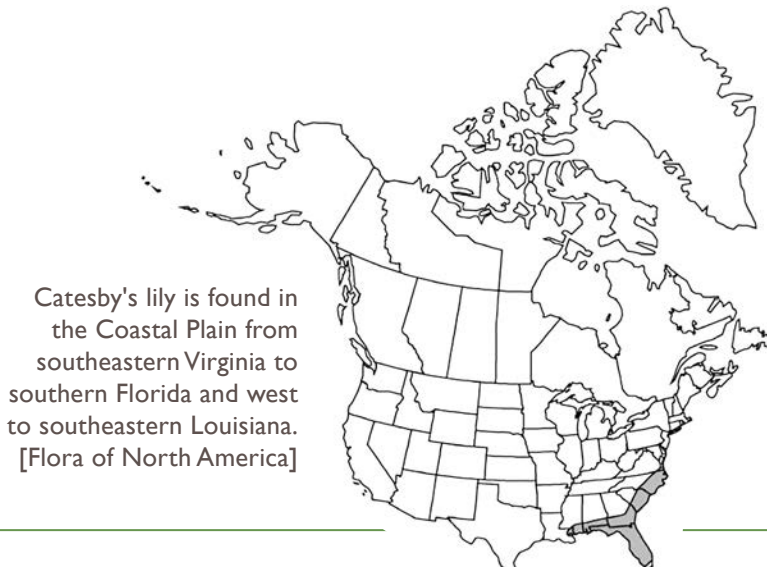 Catesby's lily is found in
the Coastal Plain from
southeastern Virginia to
southern Florida and west
to southeastern Louisiana.
[Flora of North America]